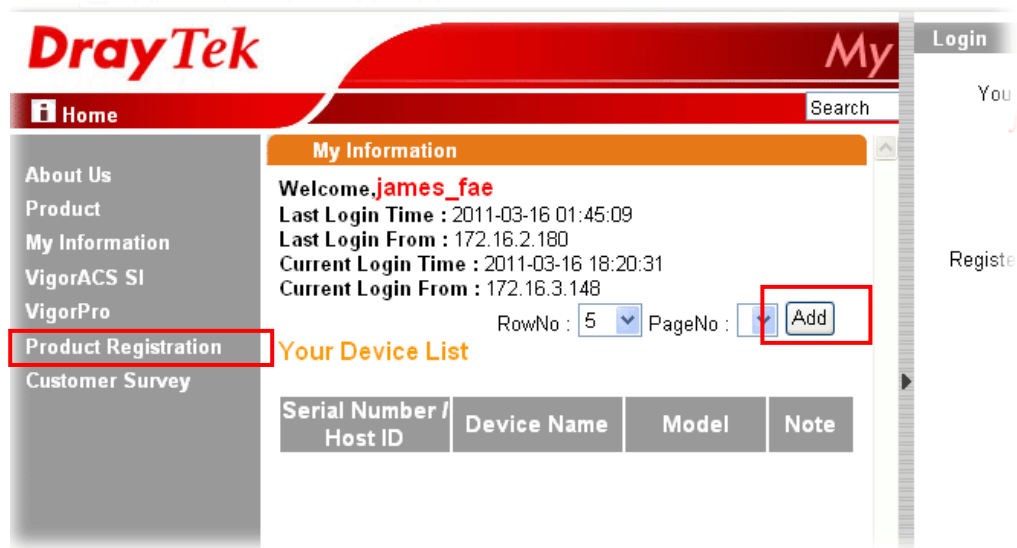 DrayTek
My
Home
Search
About Us
Product
My Information
VigorACS SI
VigorPro
Product Registration
Customer Survey
My Information
Welcome,james_fae
Last Login Time : 2011-03-16 01:45:09
Last Login From : 172.16.2.180
Current Login Time : 2011-03-16 18:20:31
Current Login From : 172.16.3.148
RowNo : 5 PageNo : Add
Your Device List
Serial Number /
Host ID
Device Name
Model
Note
Login
You
Registe